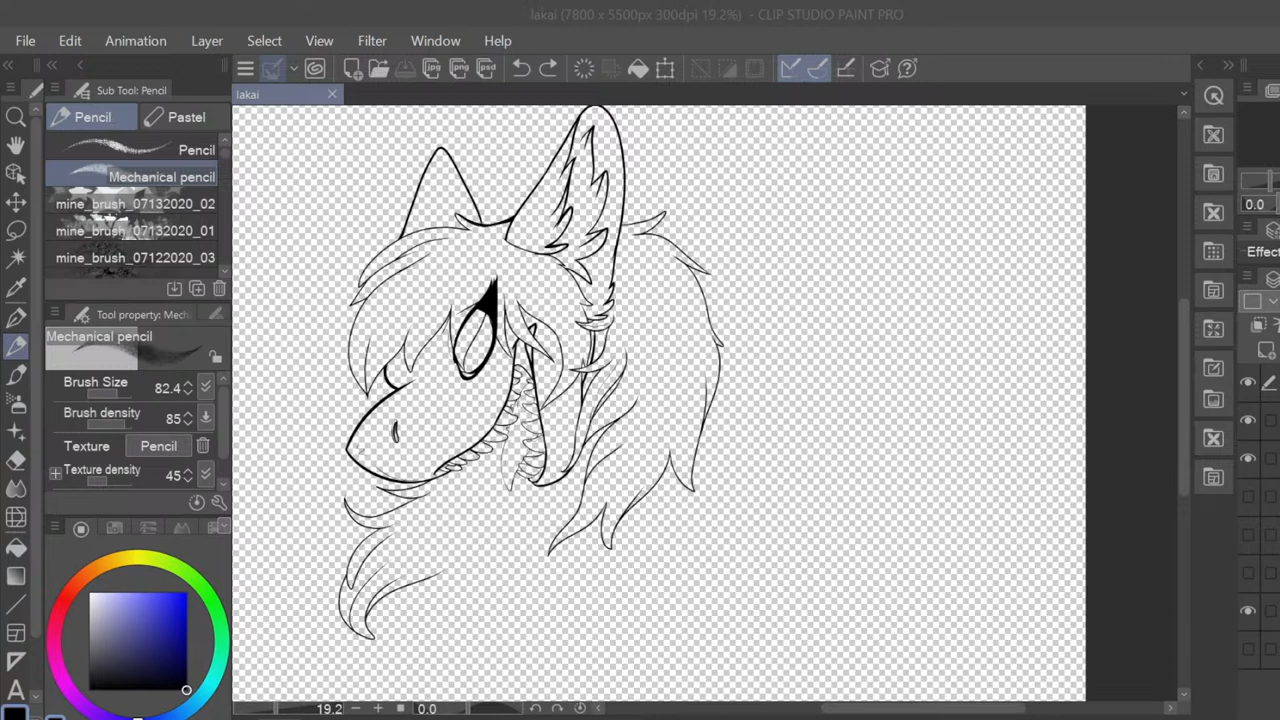 lakai (7800 x 5500px 300dpi 19.2%) - CLIP STUDIO PAINT PRO
File Edit Animation Layer Select View Filter Window Help
Sub Tool: Pencil
lakai
Pencil Pastel
Pencil
Mechanical pencil
mine_brush_07132020_02
mine_brush_07132020_01
mine_brush_07122020_03
Tool property: Mech
Mechanical pencil
Brush Size 82.4
Brush density 85
Texture Pencil
Texture density 45
0.0
Effect
19.2 0.0